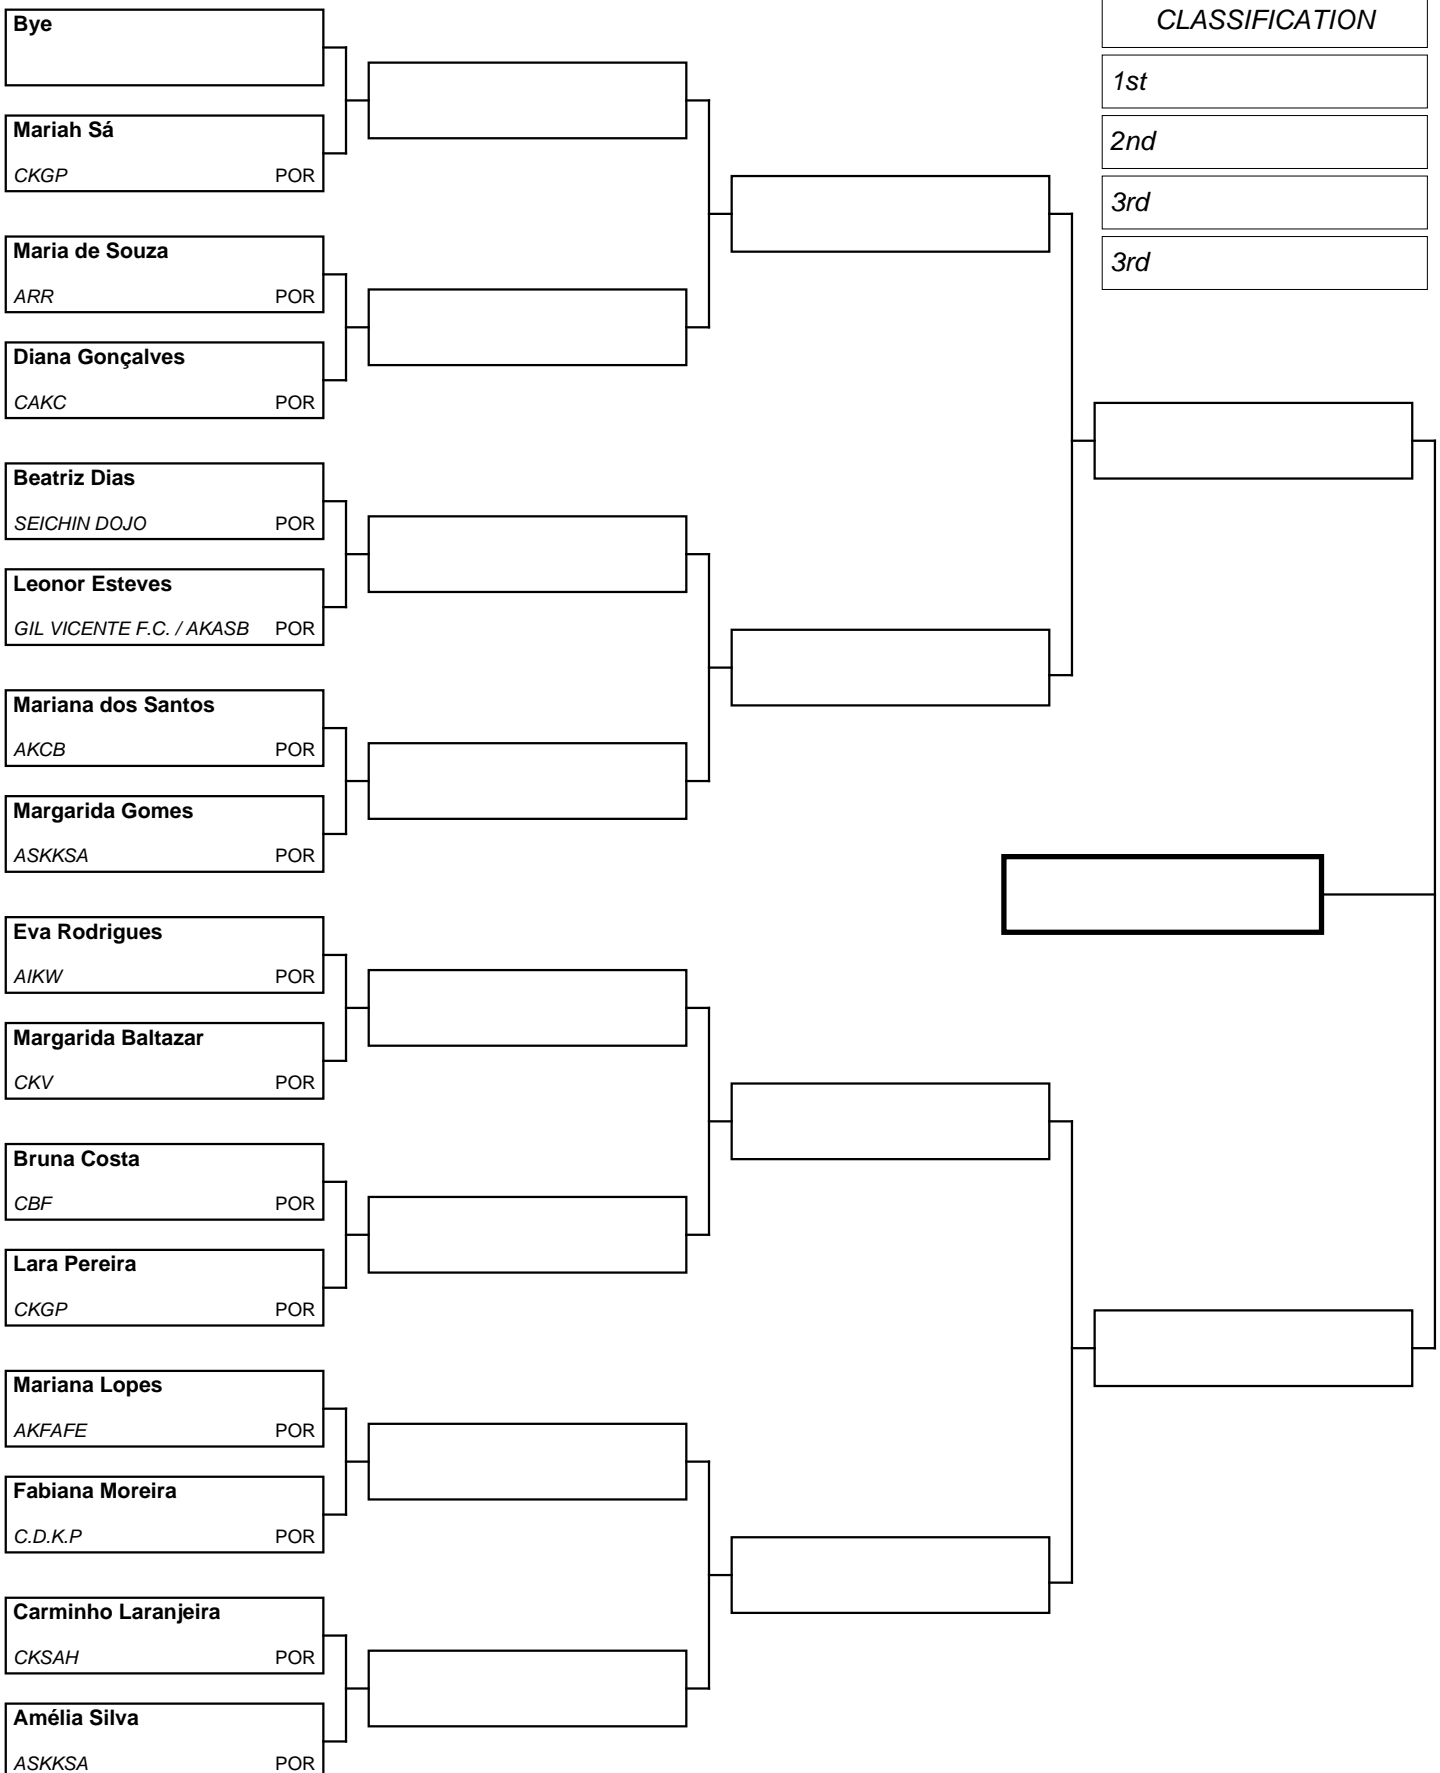 Bye
CLASSIFICATION
1st
2nd
3rd
3rd
Mariah Sá
CKGP POR
Maria de Souza
ARR POR
Diana Gonçalves
CAKC POR
Beatriz Dias
SEICHIN DOJO POR
Leonor Esteves
GIL VICENTE F.C. / AKASB POR
Mariana dos Santos
AKCB POR
Margarida Gomes
ASKKSA POR
Eva Rodrigues
AIKW POR
Margarida Baltazar
CKV POR
Bruna Costa
CBF POR
Lara Pereira
CKGP POR
Mariana Lopes
AKFAFE POR
Fabiana Moreira
C.D.K.P POR
Carminho Laranjeira
CKSAH POR
Amélia Silva
ASKKSA POR